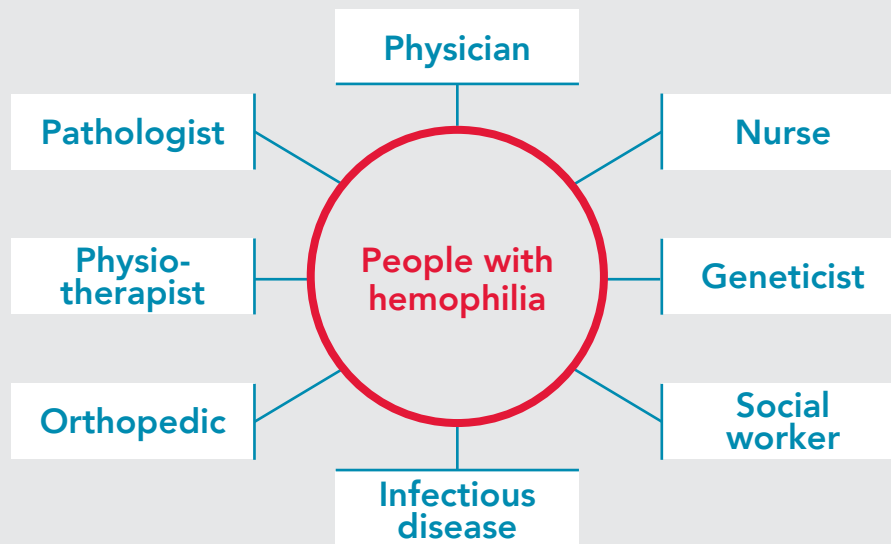 Physician
Pathologist
Nurse
Physio-
therapist
People with
hemophilia
Geneticist
Orthopedic
Social
worker
Infectious
disease